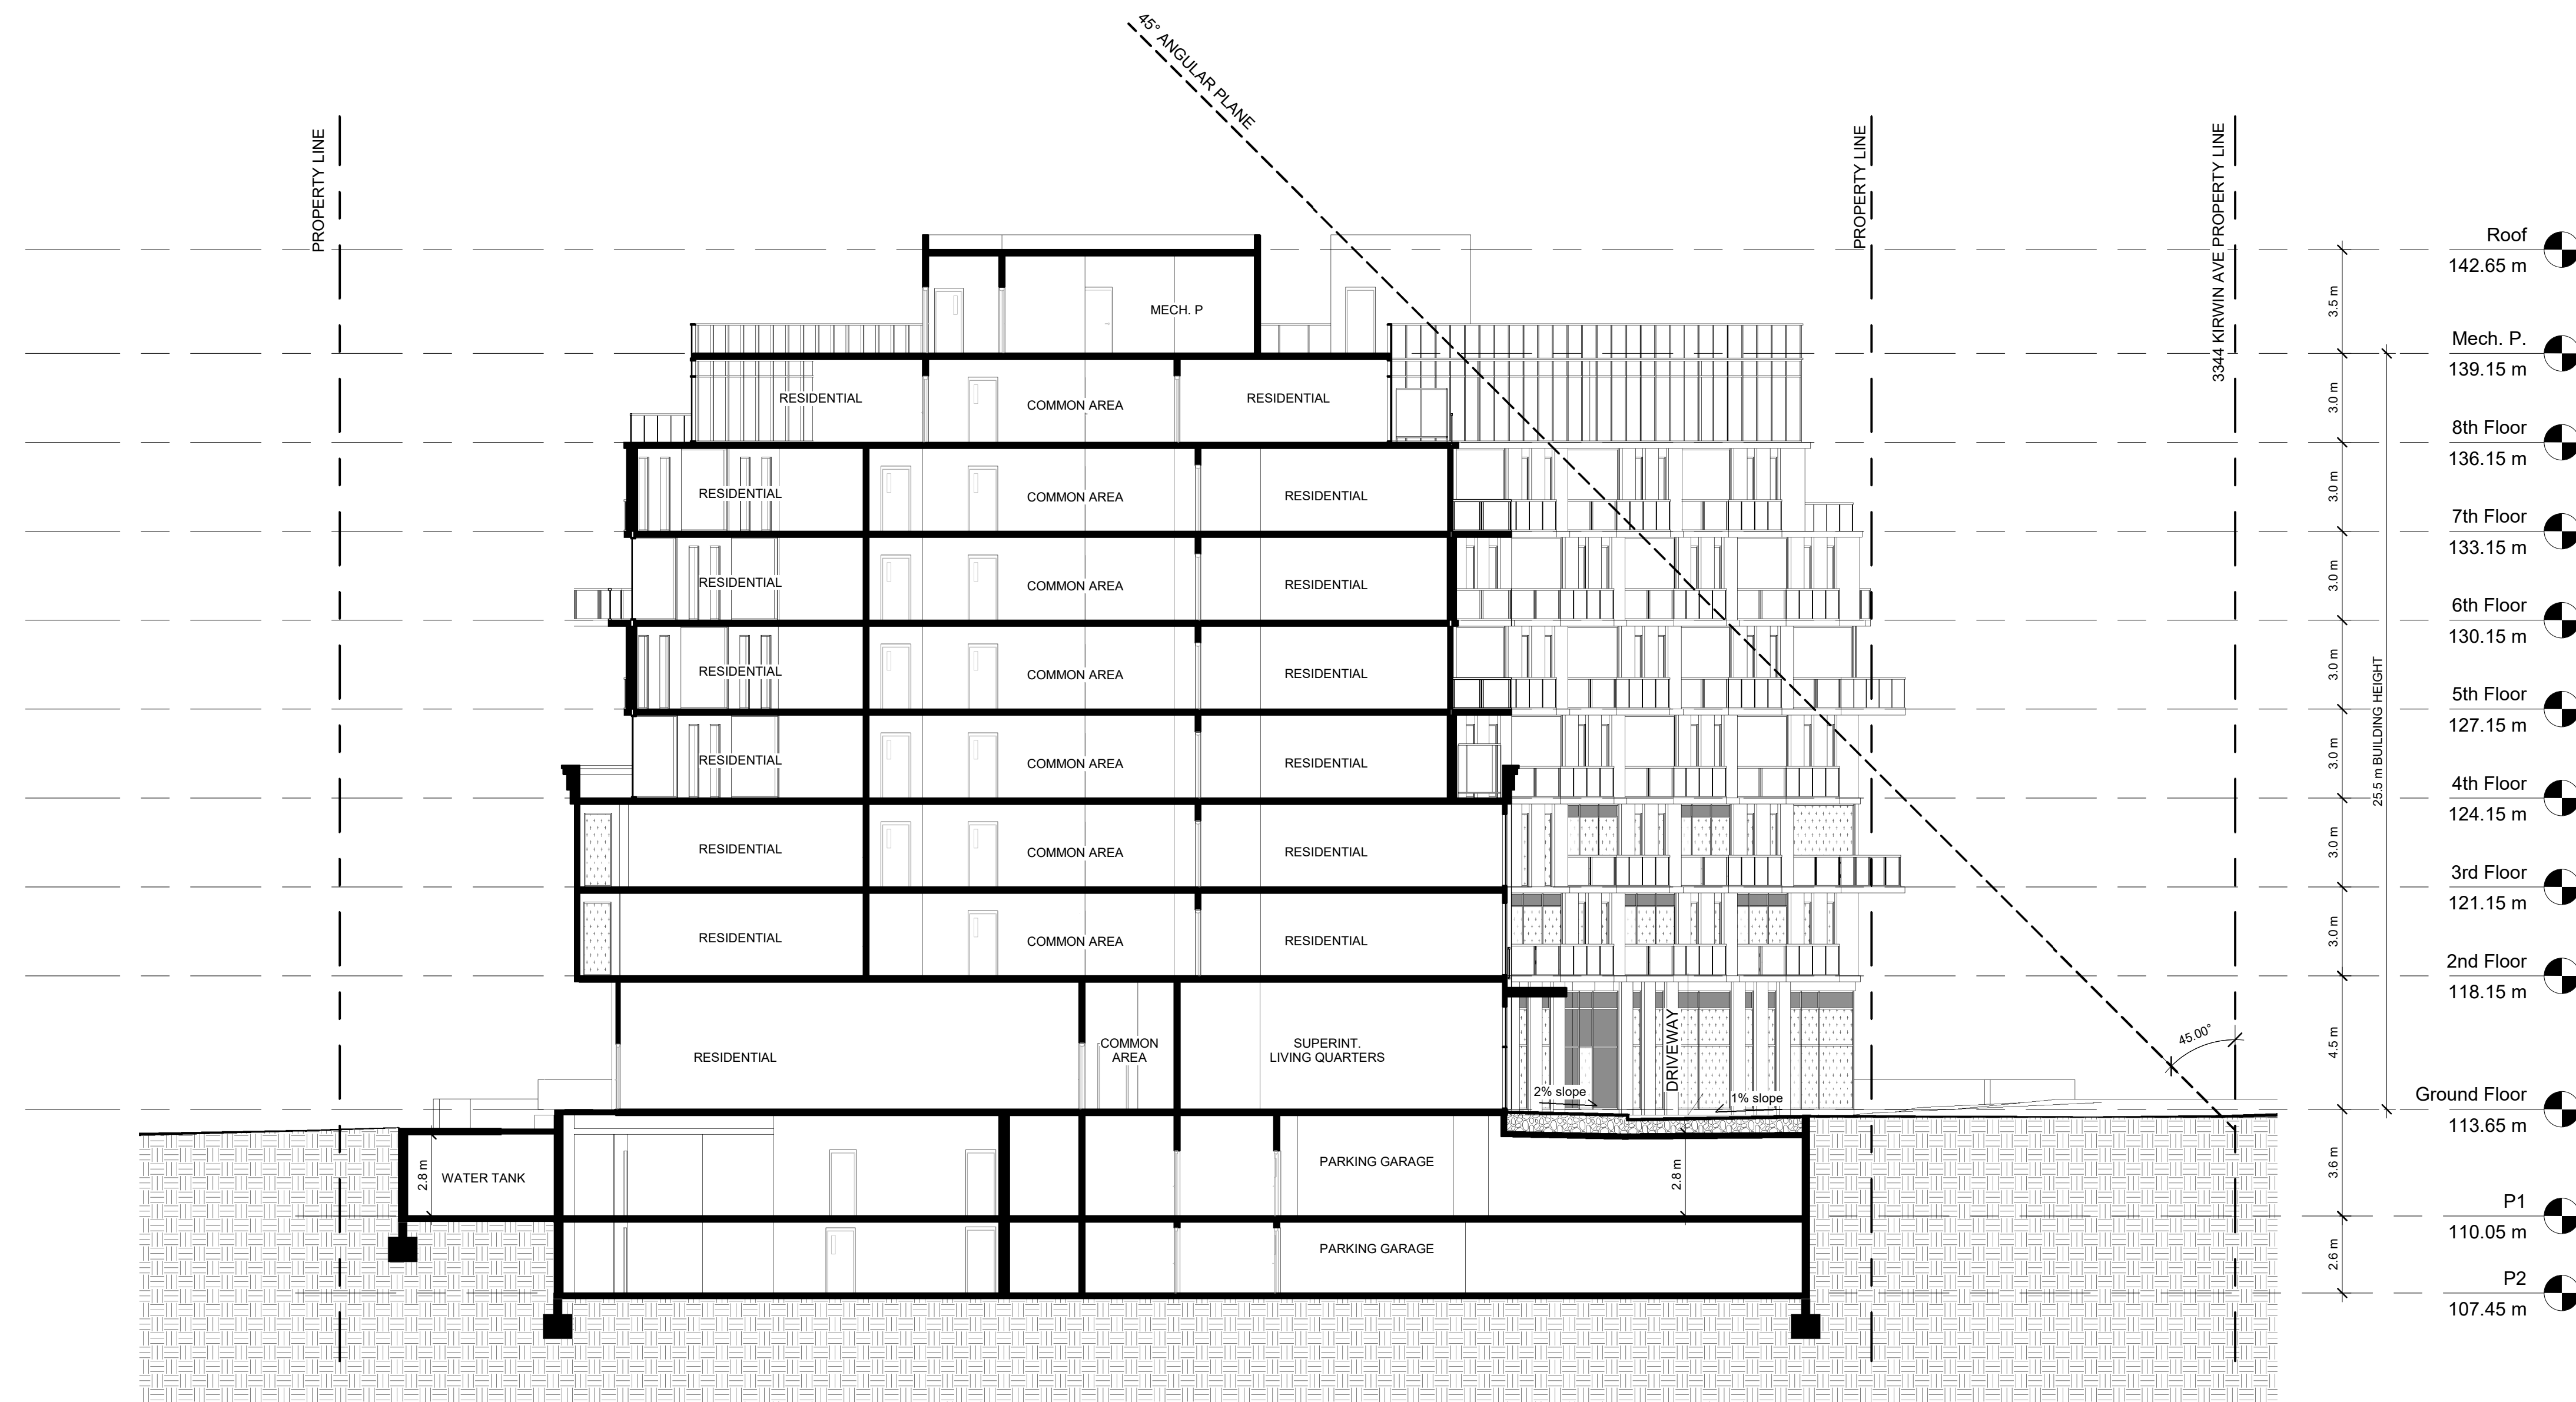 45° ANGULAR PLANE
PROPERTY LINE
PROPERTY LINE
3344 KIRWIN AVE PROPERTY LINE
Roof
142.65 m
3.5 m
MECH. P
Mech. P.
139.15 m
3.0 m
RESIDENTIAL
COMMON AREA
RESIDENTIAL
8th Floor
136.15 m
3.0 m
RESIDENTIAL
COMMON AREA
RESIDENTIAL
7th Floor
133.15 m
3.0 m
RESIDENTIAL
COMMON AREA
RESIDENTIAL
6th Floor
130.15 m
3.0 m
RESIDENTIAL
COMMON AREA
RESIDENTIAL
5th Floor
127.15 m
3.0 m
25.5 m BUILDING HEIGHT
RESIDENTIAL
COMMON AREA
RESIDENTIAL
4th Floor
124.15 m
3.0 m
RESIDENTIAL
COMMON AREA
RESIDENTIAL
3rd Floor
121.15 m
3.0 m
RESIDENTIAL
COMMON AREA
RESIDENTIAL
2nd Floor
118.15 m
4.5 m
RESIDENTIAL
COMMON
AREA
SUPERINT.
LIVING QUARTERS
DRIVEWAY
2% slope
1% slope
45.00°
Ground Floor
113.65 m
3.6 m
2.8 m
WATER TANK
PARKING GARAGE
2.8 m
P1
110.05 m
2.6 m
PARKING GARAGE
P2
107.45 m